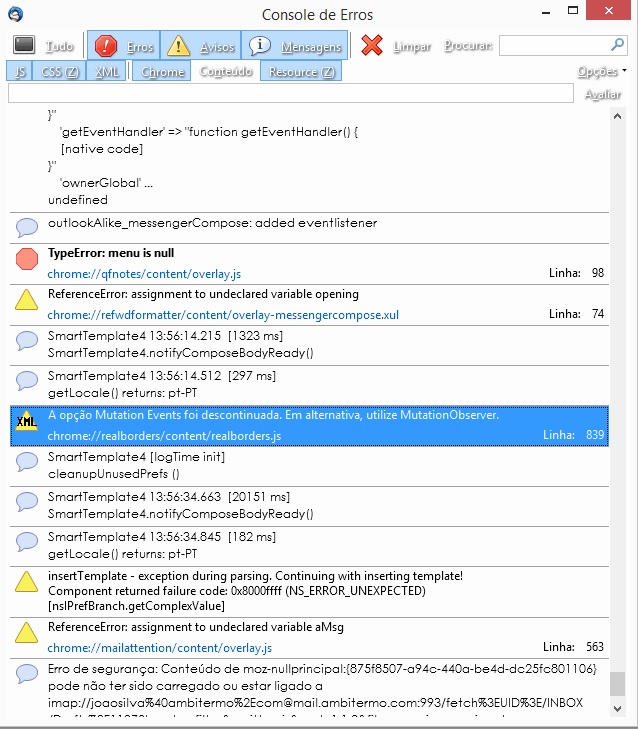 Console de Erros
Tudo Erros Avisos Mensagens Limpar Procurar:
JS CSS (Z) XML Chrome Conteúdo Resource (Z) Opções
Avaliar
}"
'getEventHandler' => "function getEventHandler() {
[native code]
}"
'ownerGlobal' ...
undefined
outlookAlike_messengerCompose: added eventlistener
TypeError: menu is null
chrome://qfnotes/content/overlay.js Linha: 98
ReferenceError: assignment to undeclared variable opening
chrome://refwdformatter/content/overlay-messengercompose.xul Linha: 74
SmartTemplate4 13:56:14.215 [1323 ms]
SmartTemplate4.notifyComposeBodyReady()
SmartTemplate4 13:56:14.512 [297 ms]
getLocale() returns: pt-PT
XML A opção Mutation Events foi descontinuada. Em alternativa, utilize MutationObserver.
chrome://realborders/content/realborders.js Linha: 839
SmartTemplate4 [logTime init]
cleanupUnusedPrefs ()
SmartTemplate4 13:56:34.663 [20151 ms]
SmartTemplate4.notifyComposeBodyReady()
SmartTemplate4 13:56:34.845 [182 ms]
getLocale() returns: pt-PT
insertTemplate - exception during parsing. Continuing with inserting template!
Component returned failure code: 0x8000ffff (NS_ERROR_UNEXPECTED)
[nsIPrefBranch.getComplexValue]
ReferenceError: assignment to undeclared variable aMsg
chrome://mailattention/content/overlay.js Linha: 563
Erro de segurança: Conteúdo de moz-nullprincipal:{875f8507-a94c-440a-be4d-dc25fc801106}
pode não ter sido carregado ou estar ligado a
imap://joaosilva%40ambitermo%2Ecom@mail.ambitermo.com:993/fetch%3EUID%3E/INBOX